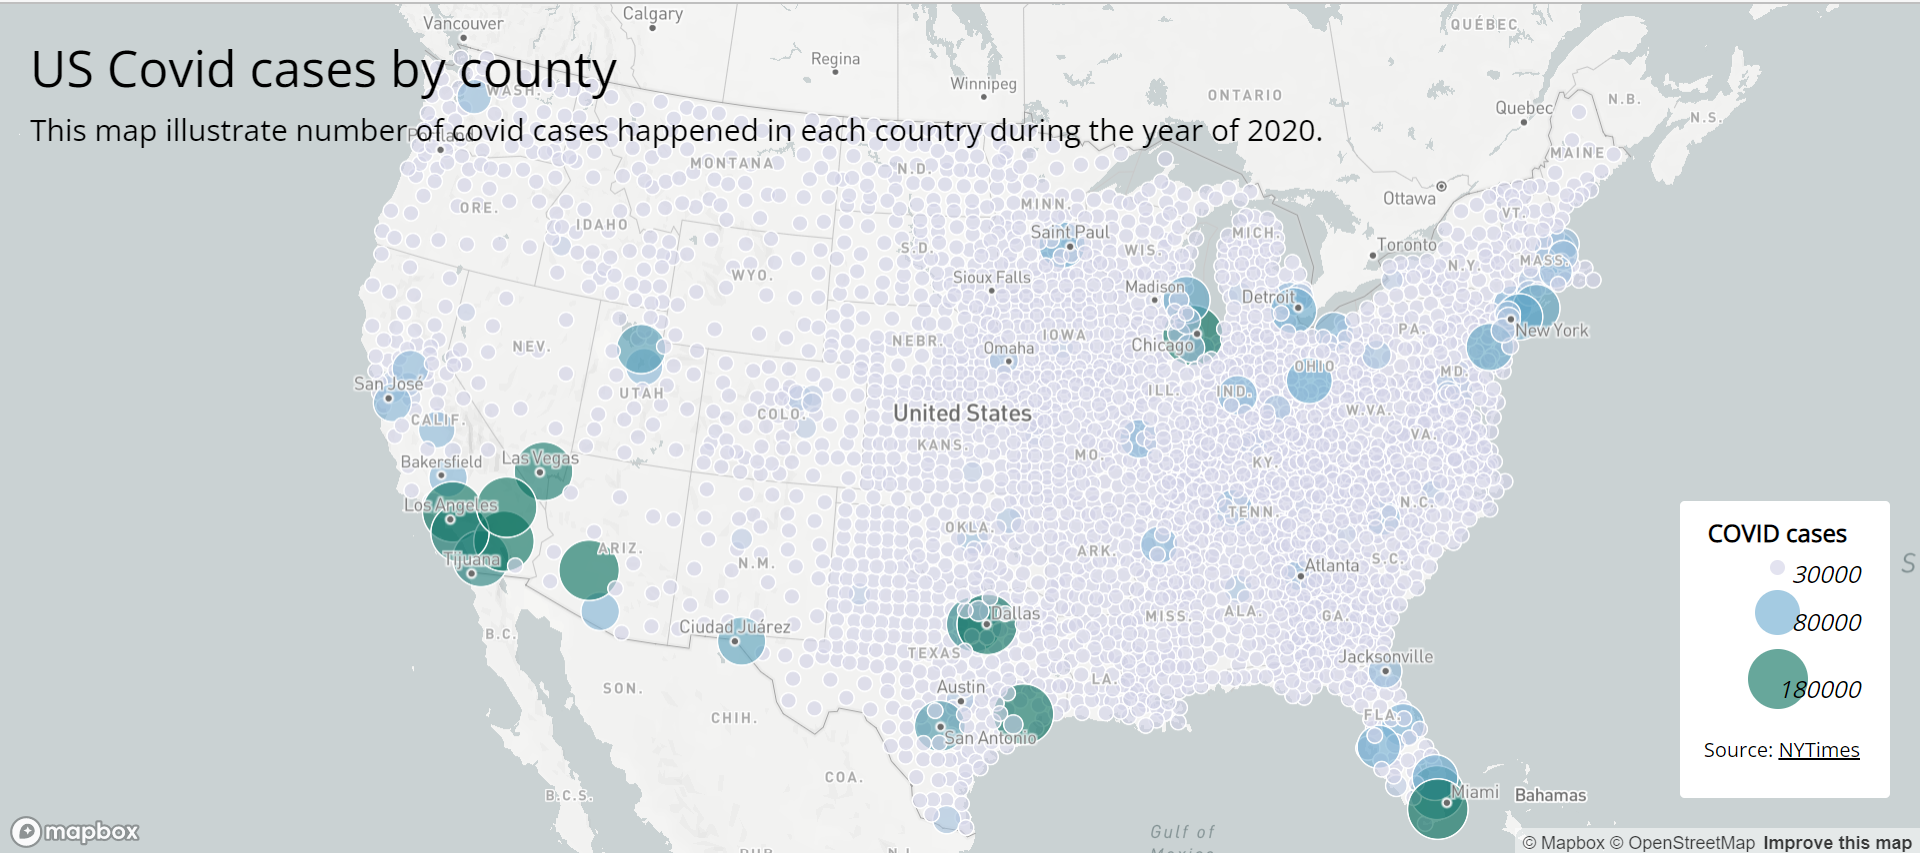 US Covid cases by county
This map illustrate number of covid cases happened in each country during the year of 2020.
Vancouver
Calgary
Regina
Winnipeg
ONTARIO
QUÉBEC
Quebec
N.B.
N.S.
WASH.
Portland
MONTANA
N.D.
MINN.
MAINE
Ottawa
ORE.
IDAHO
S.D.
Saint Paul
WIS.
MICH.
Toronto
VT.
WYO.
Sioux Falls
Madison
Detroit
N.Y.
MASS.
NEV.
NEBR.
IOWA
Omaha
Chicago
PA.
New York
San José
UTAH
ILL.
IND.
OHIO
MD.
CALIF.
COLO.
United States
W.VA.
KANS.
MO.
KY.
VA.
Bakersfield
Las Vegas
Los Angeles
OKLA.
TENN.
N.C.
Tijuana
ARIZ.
N.M.
ARK.
Atlanta
S.C.
B.C.
Ciudad Juárez
Dallas
MISS.
ALA.
GA.
TEXAS
Jacksonville
SON.
Austin
LA.
CHIH.
San Antonio
FLA.
COA.
B.C.S.
Miami
Bahamas
Gulf of
Mexico
DUR.
N.L.
S
COVID cases
30000
80000
180000
Source: NYTimes
mapbox
© Mapbox © OpenStreetMap Improve this map